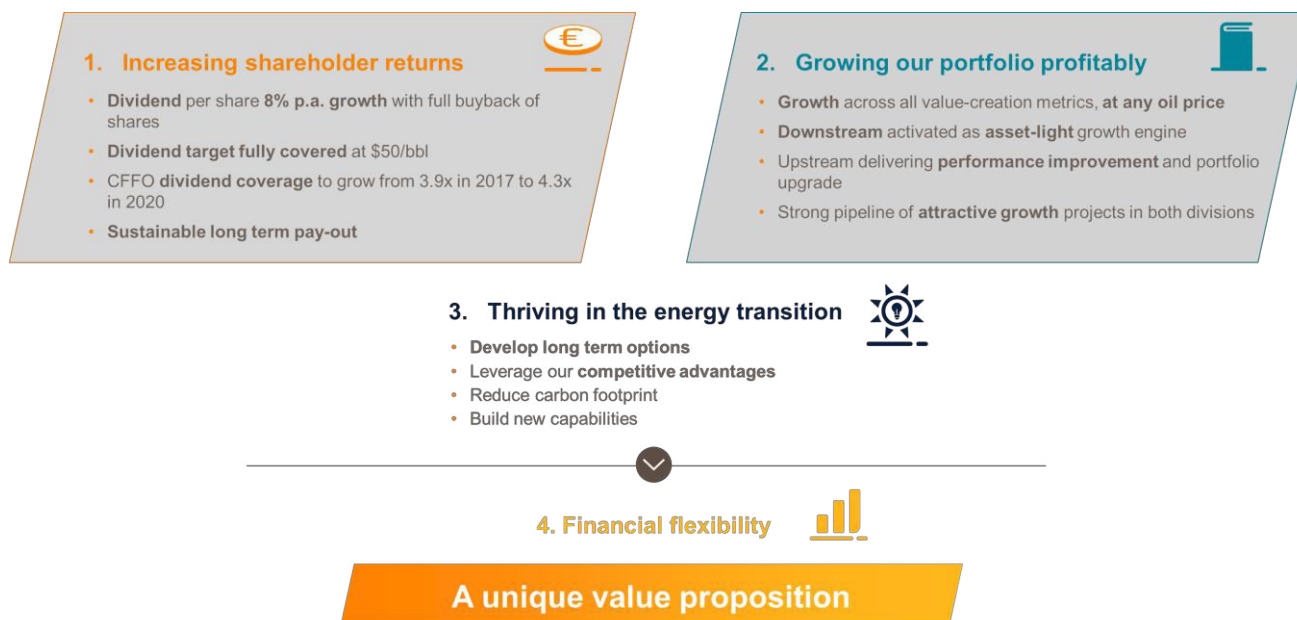 €
1. Increasing shareholder returns
• Dividend per share 8% p.a. growth with full buyback of
shares
• Dividend target fully covered at $50/bbl
• CFFO dividend coverage to grow from 3.9x in 2017 to 4.3x
in 2020
• Sustainable long term pay-out
2. Growing our portfolio profitably
• Growth across all value-creation metrics, at any oil price
• Downstream activated as asset-light growth engine
• Upstream delivering performance improvement and portfolio
upgrade
• Strong pipeline of attractive growth projects in both divisions
3. Thriving in the energy transition
• Develop long term options
• Leverage our competitive advantages
• Reduce carbon footprint
• Build new capabilities
4. Financial flexibility
A unique value proposition